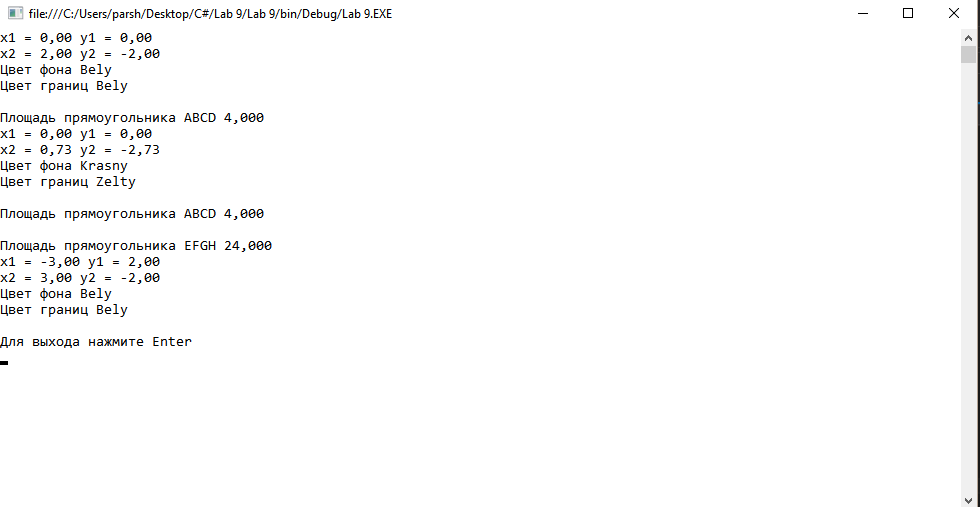 file:///C:/Users/parsh/Desktop/C#/Lab 9/Lab 9/bin/Debug/Lab 9.EXE
x1 = 0,00 y1 = 0,00
x2 = 2,00 y2 = -2,00
Цвет фона Bely
Цвет границ Bely
Площадь прямоугольника ABCD 4,000
x1 = 0,00 y1 = 0,00
x2 = 0,73 y2 = -2,73
Цвет фона Krasny
Цвет границ Zelty
Площадь прямоугольника ABCD 4,000
Площадь прямоугольника EFGH 24,000
x1 = -3,00 y1 = 2,00
x2 = 3,00 y2 = -2,00
Цвет фона Bely
Цвет границ Bely
Для выхода нажмите Enter